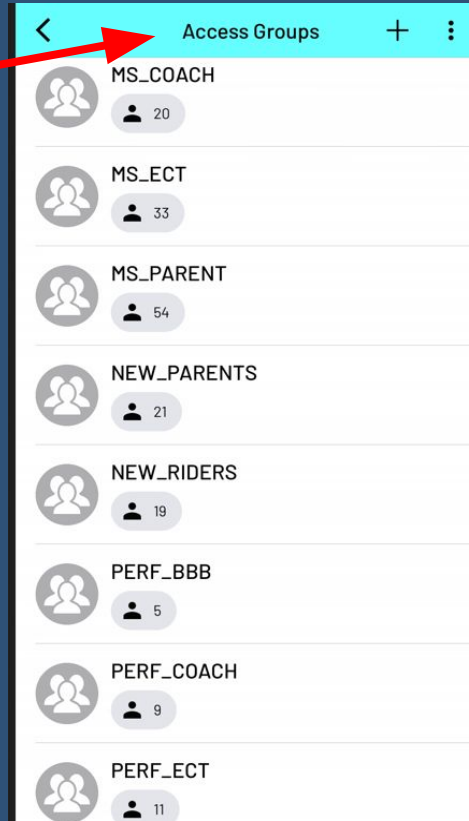 Access Groups
MS_COACH
20
MS_ECT
33
MS_PARENT
54
NEW_PARENTS
21
NEW_RIDERS
19
PERF_BBB
5
PERF_COACH
9
PERF_ECT
11